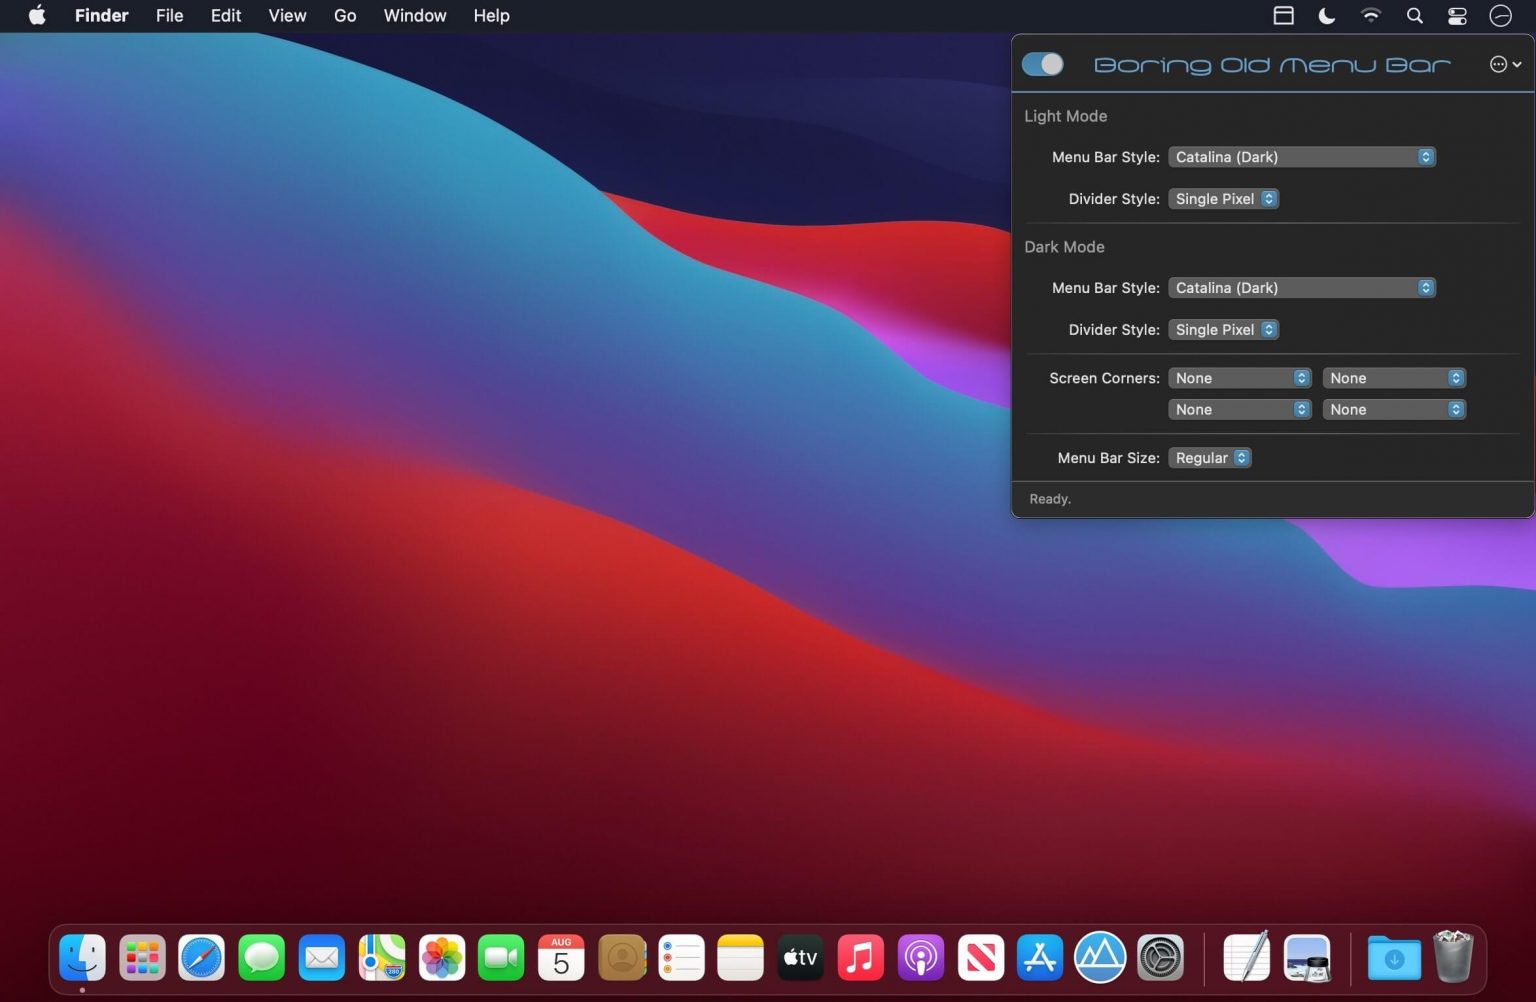 Finder File Edit View Go Window Help
Boring Old Menu Bar
Light Mode
Menu Bar Style: Catalina (Dark)
Divider Style: Single Pixel
Dark Mode
Menu Bar Style: Catalina (Dark)
Divider Style: Single Pixel
Screen Corners: None None
None None
Menu Bar Size: Regular
Ready.
AUG
5
280
tv